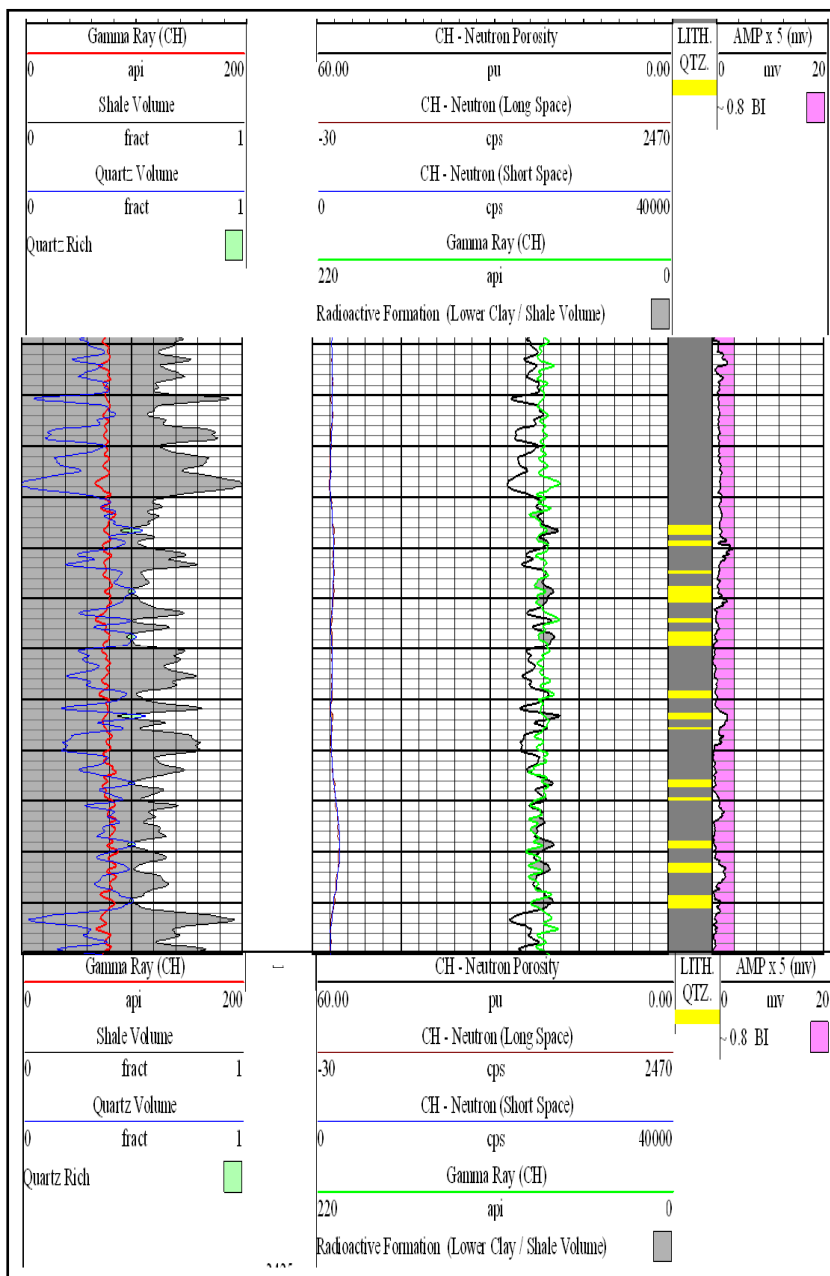 Gamma Ray (CH)
0 api 200
Shale Volume
0 fract 1
Quartz Volume
0 fract 1
Quartz Rich
CH - Neutron Porosity
60.00 pu 0.00
CH - Neutron (Long Space)
-30 cps 2470
CH - Neutron (Short Space)
0 cps 40000
Gamma Ray (CH)
220 api 0
Radioactive Formation (Lower Clay / Shale Volume)
LITH.
QTZ.
AMP x 5 (mv)
0 mv 20
~ 0.8 BI
Gamma Ray (CH)
0 api 200
Shale Volume
0 fract 1
Quartz Volume
0 fract 1
Quartz Rich
CH - Neutron Porosity
60.00 pu 0.00
CH - Neutron (Long Space)
-30 cps 2470
CH - Neutron (Short Space)
0 cps 40000
Gamma Ray (CH)
220 api 0
Radioactive Formation (Lower Clay / Shale Volume)
LITH.
QTZ.
AMP x 5 (mv)
0 mv 20
~ 0.8 BI